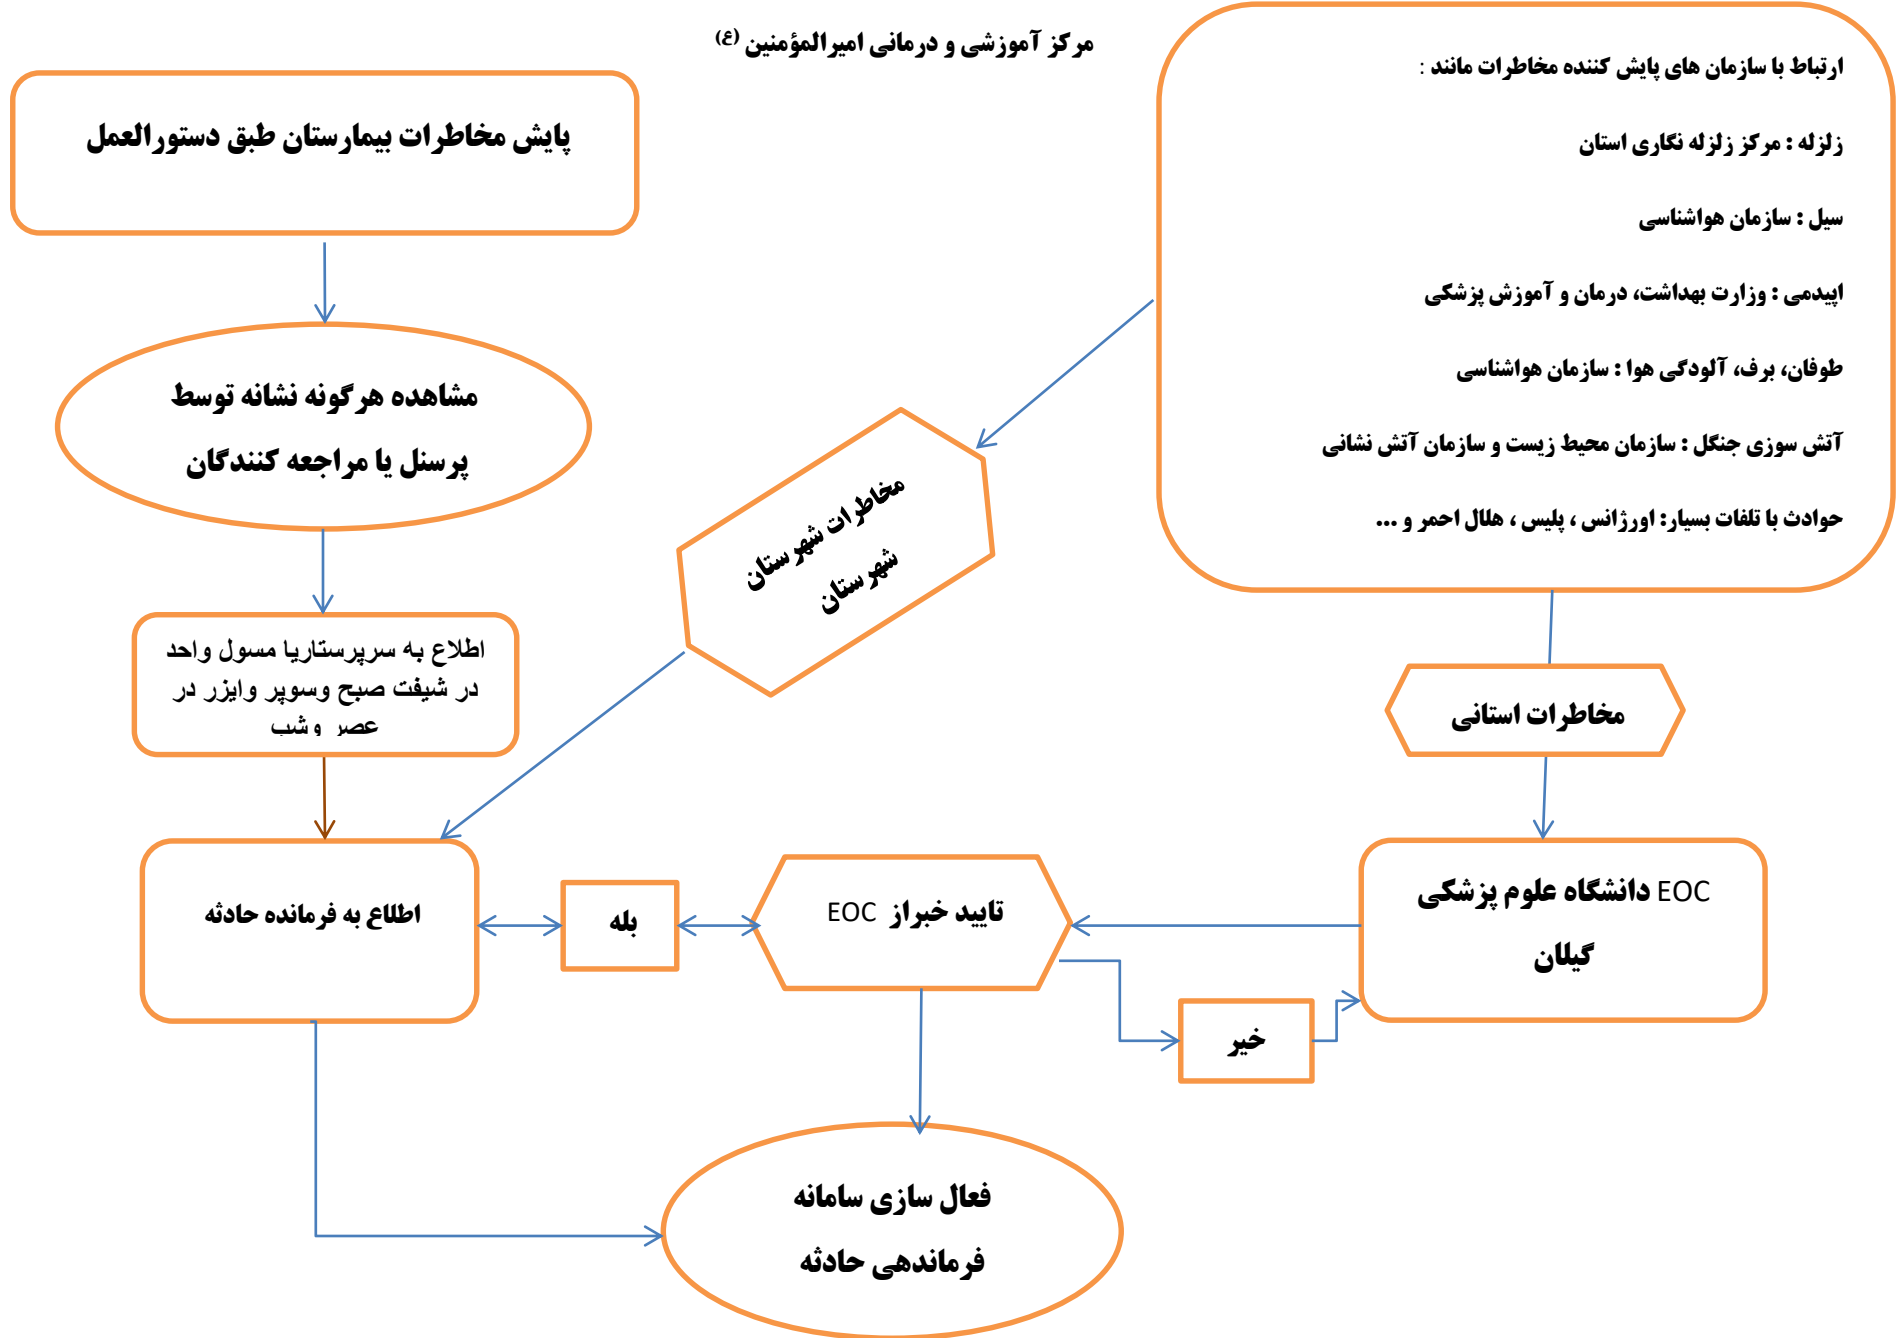 مرکز آموزشی و درمانی امیرالمؤمنین (ع)
ارتباط با سازمان های پایش کننده مخاطرات مانند :
زلزله : مرکز زلزله نگاری استان
سیل : سازمان هواشناسی
اپیدمی : وزارت بهداشت، درمان و آموزش پزشکی
طوفان، برف، آلودگی هوا : سازمان هواشناسی
آتش سوزی جنگل : سازمان محیط زیست و سازمان آتش نشانی
حوادث با تلفات بسیار: اورژانس ، پلیس ، هلال احمر و ...
پایش مخاطرات بیمارستان طبق دستورالعمل
مشاهده هرگونه نشانه توسط
پرسنل یا مراجعه کنندگان
مخاطرات شهرستان
شهرستان
اطلاع به سرپرستاریا مسول واحد
در شیفت صبح وسوپر وایزر در
عصر وشب
مخاطرات استانی
EOC دانشگاه علوم پزشکی
گیلان
تایید خبراز EOC
بله
اطلاع به فرمانده حادثه
خیر
فعال سازی سامانه
فرماندهی حادثه